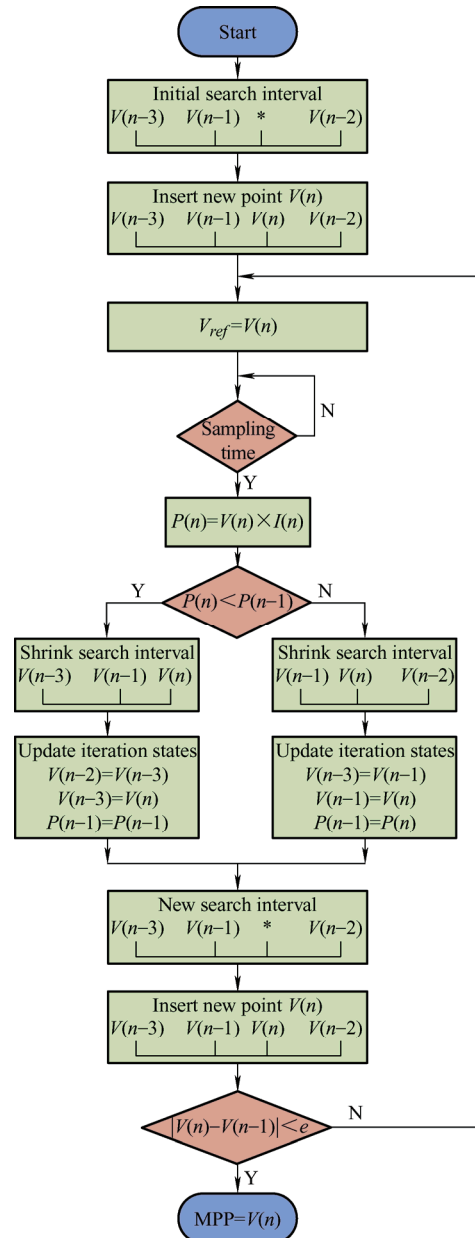 Start
Initial search interval
V(n−3) V(n−1) * V(n−2)
Insert new point V(n)
V(n−3) V(n−1) V(n) V(n−2)
V_ref=V(n)
N
Sampling
time
Y
P(n)=V(n)×I(n)
Y
N
P(n)<P(n−1)
Shrink search interval
V(n−3) V(n−1) V(n)
Update iteration states
V(n−2)=V(n−3)
V(n−3)=V(n)
P(n−1)=P(n−1)
Shrink search interval
V(n−1) V(n) V(n−2)
Update iteration states
V(n−3)=V(n−1)
V(n−1)=V(n)
P(n−1)=P(n)
New search interval
V(n−3) V(n−1) * V(n−2)
Insert new point V(n)
V(n−3) V(n−1) V(n) V(n−2)
|V(n)−V(n−1)|<e
N
Y
MPP=V(n)